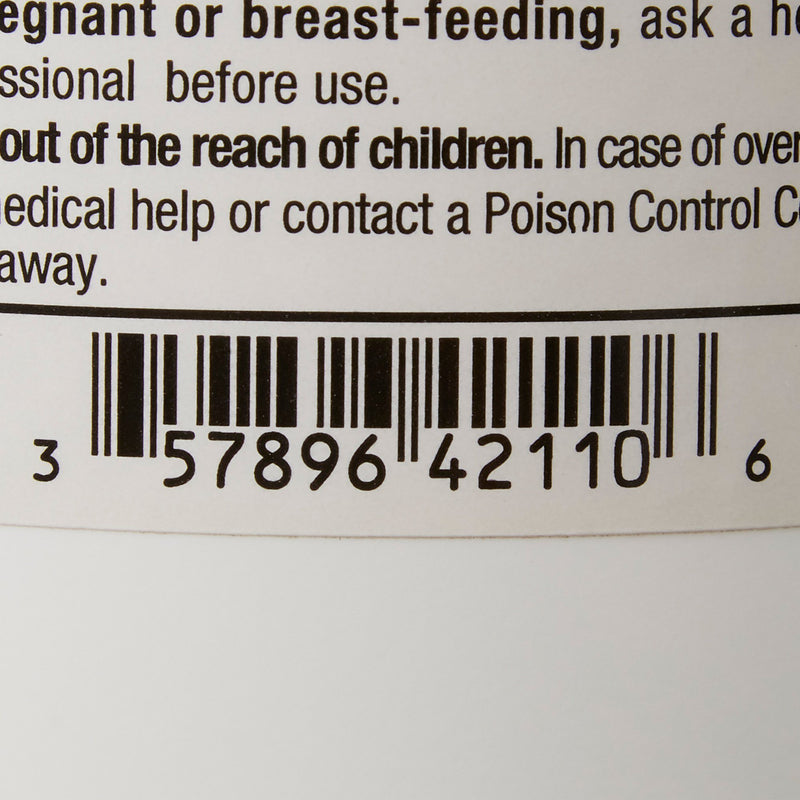 egnant or breast-feeding, ask a he
ssional before use.
out of the reach of children. In case of over
edical help or contact a Poison Control C
away.
3 57896 42110 6